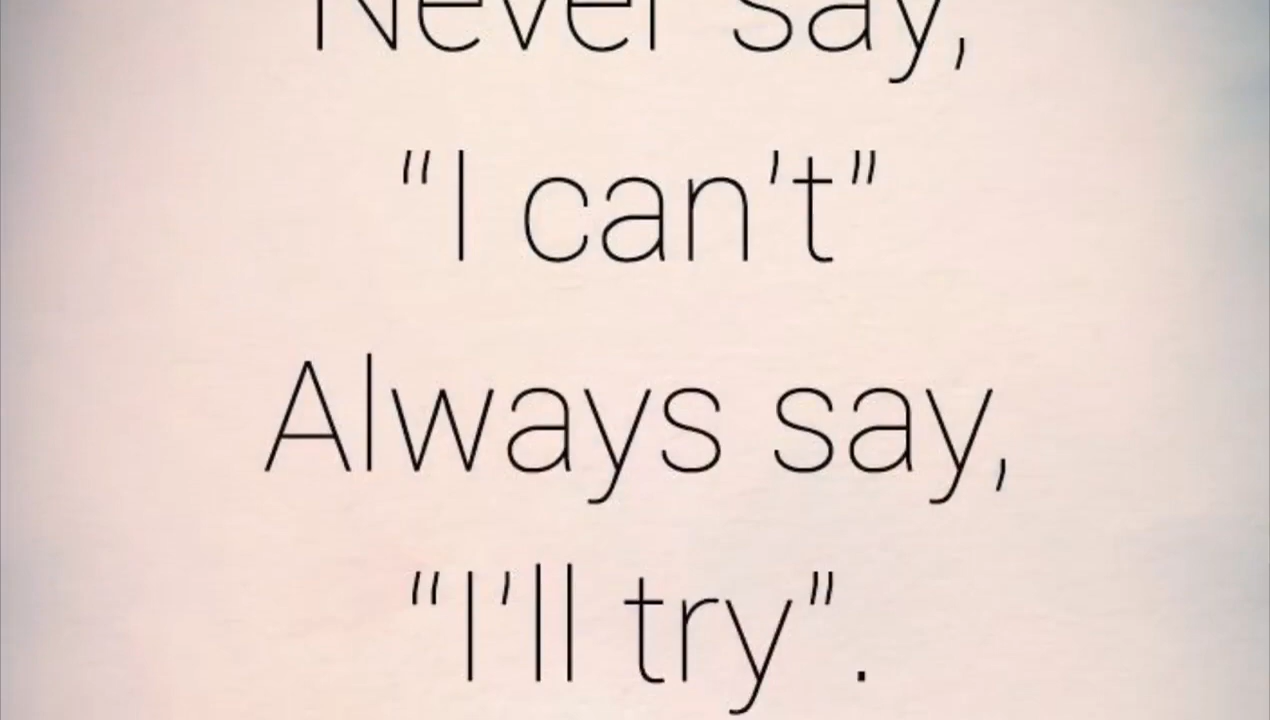 Never say,
“I can't”
Always say,
“I'll try”.